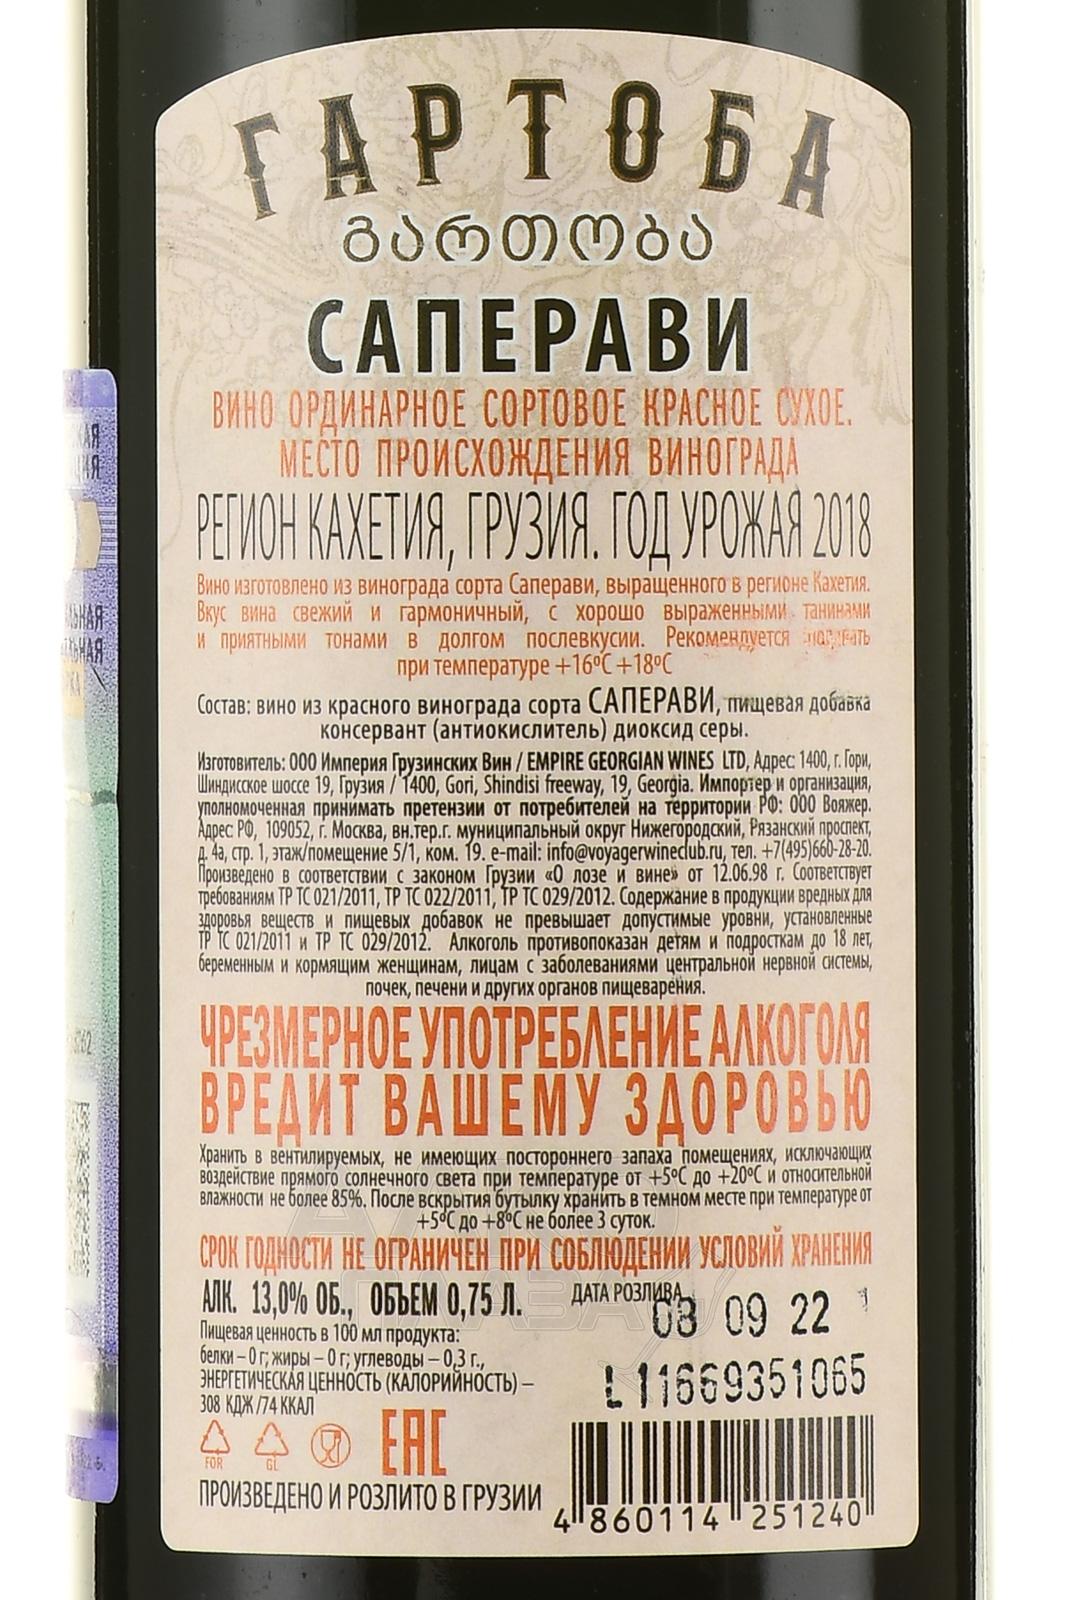 ГАРТОБА
გართობა
САПЕРАВИ
ВИНО ОРДИНАРНОЕ СОРТОВОЕ КРАСНОЕ СУХОЕ.
МЕСТО ПРОИСХОЖДЕНИЯ ВИНОГРАДА
РЕГИОН КАХЕТИЯ, ГРУЗИЯ. ГОД УРОЖАЯ 2018
Вино изготовлено из винограда сорта Саперави, выращенного в регионе Кахетия.
Вкус вина свежий и гармоничный, с хорошо выраженными танинами
и приятными тонами в долгом послевкусии. Рекомендуется
при температуре +16ºС +18ºС
Состав: вино из красного винограда сорта САПЕРАВИ, пищевая добавка
консервант (антиокислитель) диоксид серы.
Изготовитель: ООО Империя Грузинских Вин / EMPIRE GEORGIAN WINES LTD, Адрес: 1400, г. Гори,
Шиндисское шоссе 19, Грузия / 1400, Gori, Shindisi freeway, 19, Georgia. Импортер и организация,
уполномоченная принимать претензии от потребителей на территории РФ: ООО Вояжер.
Адрес: РФ, 109052, г. Москва, вн.тер.г. муниципальный округ Нижегородский, Рязанский проспект,
д. 4а, стр. 1, этаж/помещение 5/1, ком. 19. e-mail: info@voyagerwineclub.ru, тел. +7(495)660-28-20.
Произведено в соответствии с законом Грузии «О лозе и вине» от 12.06.98 г. Соответствует
требованиям ТР ТС 021/2011, ТР ТС 022/2011, ТР ТС 029/2012. Содержание в продукции вредных для
здоровья веществ и пищевых добавок не превышает допустимые уровни, установленные
ТР ТС 021/2011 и ТР ТС 029/2012. Алкоголь противопоказан детям и подросткам до 18 лет,
беременным и кормящим женщинам, лицам с заболеваниями центральной нервной системы,
почек, печени и других органов пищеварения.
ЧРЕЗМЕРНОЕ УПОТРЕБЛЕНИЕ АЛКОГОЛЯ
ВРЕДИТ ВАШЕМУ ЗДОРОВЬЮ
Хранить в вентилируемых, не имеющих постороннего запаха помещениях, исключающих
воздействие прямого солнечного света при температуре от +5ºС до +20ºС и относительной
влажности не более 85%. После вскрытия бутылку хранить в темном месте при температуре от
+5ºС до +8ºС не более 3 суток.
СРОК ГОДНОСТИ НЕ ОГРАНИЧЕН ПРИ СОБЛЮДЕНИИ УСЛОВИЙ ХРАНЕНИЯ
АЛК. 13,0% ОБ., ОБЪЕМ 0,75 Л. ДАТА РОЗЛИВА
08 09 22
Пищевая ценность в 100 мл продукта:
белки – 0 г; жиры – 0 г; углеводы – 0,3 г.,
ЭНЕРГЕТИЧЕСКАЯ ЦЕННОСТЬ (КАЛОРИЙНОСТЬ) –
308 КДЖ /74 ККАЛ
L11669351065
FOR GL EAC
ПРОИЗВЕДЕНО И РОЗЛИТО В ГРУЗИИ
4 860114 251240